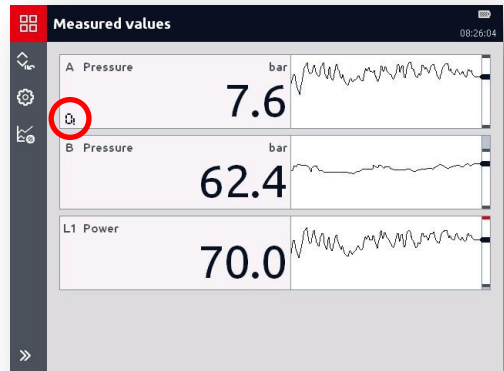 Measured values
08:26:04
A Pressure bar
7.6
B Pressure bar
62.4
L1 Power
70.0